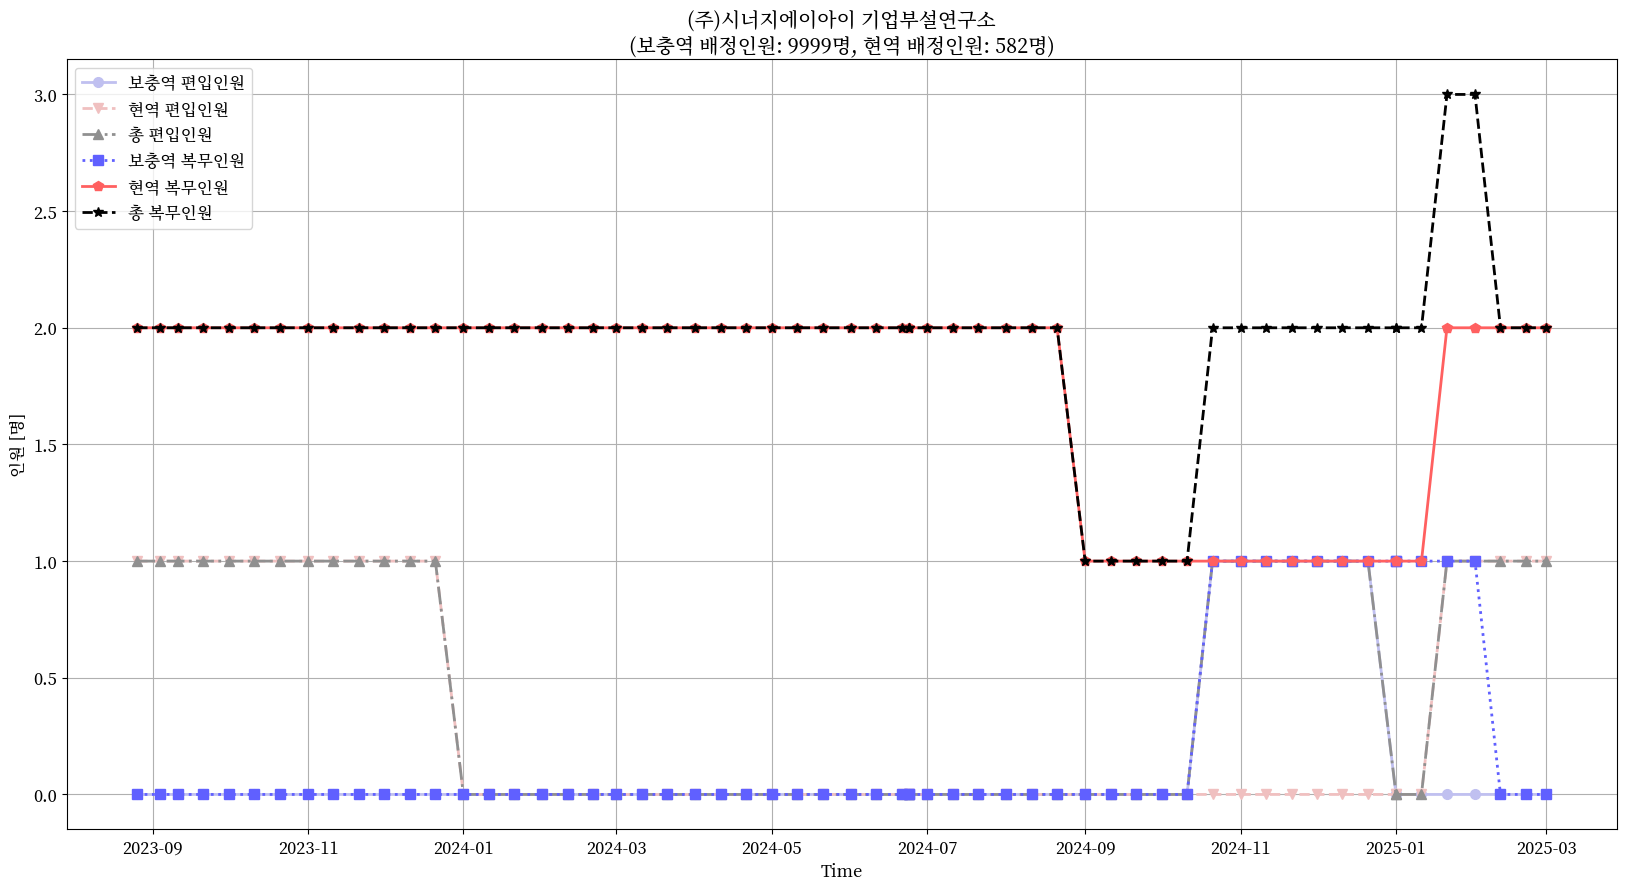 (주)시너지에이아이 기업부설연구소
(보충역 배정인원: 9999명, 현역 배정인원: 582명)
보충역 편입인원
현역 편입인원
총 편입인원
보충역 복무인원
현역 복무인원
총 복무인원
3.0
2.5
2.0
1.5
1.0
0.5
0.0
인원 [명]
2023-09
2023-11
2024-01
2024-03
2024-05
2024-07
2024-09
2024-11
2025-01
2025-03
Time